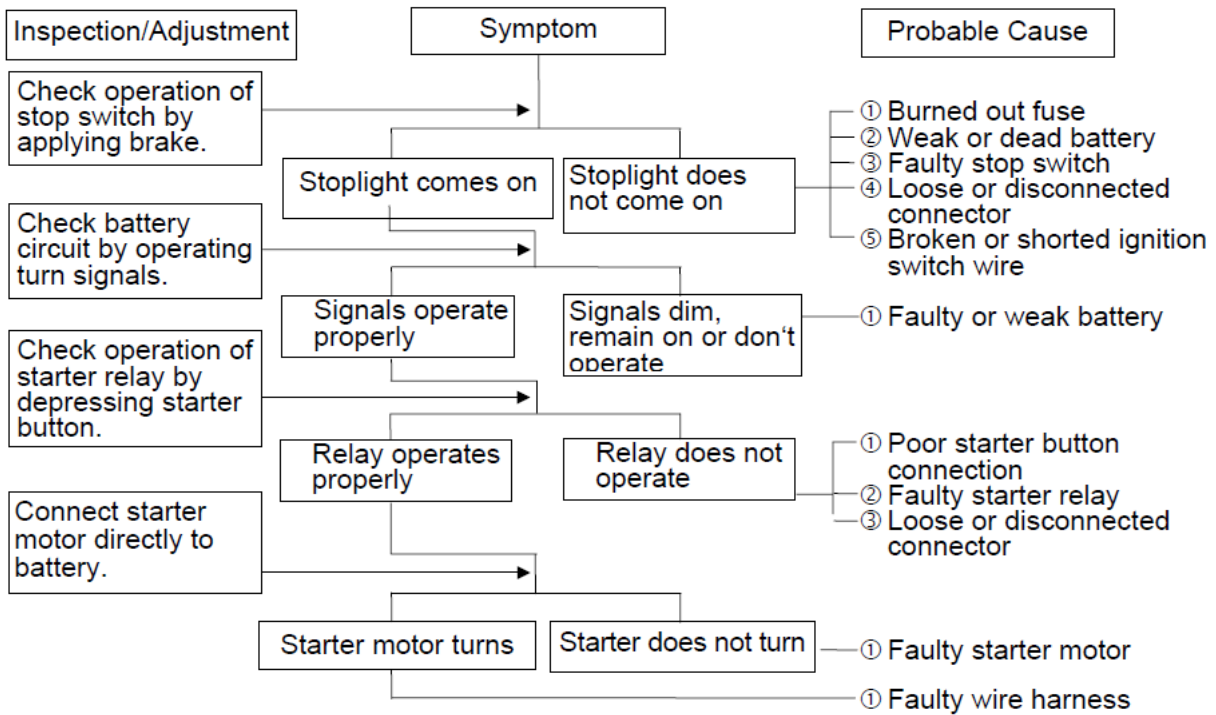 Inspection/Adjustment
Symptom
Probable Cause
Check operation of
stop switch by
applying brake.
Stoplight comes on
Stoplight does
not come on
① Burned out fuse
② Weak or dead battery
③ Faulty stop switch
④ Loose or disconnected
connector
⑤ Broken or shorted ignition
switch wire
Check battery
circuit by operating
turn signals.
Signals operate
properly
Signals dim,
remain on or don‘t
operate
① Faulty or weak battery
Check operation of
starter relay by
depressing starter
button.
Relay operates
properly
Relay does not
operate
① Poor starter button
connection
② Faulty starter relay
③ Loose or disconnected
connector
Connect starter
motor directly to
battery.
Starter motor turns
Starter does not turn
① Faulty starter motor
① Faulty wire harness